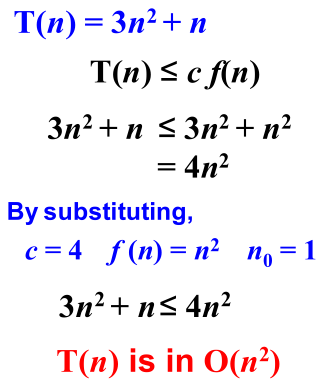 T(n) = 3n² + n
T(n) ≤ c f(n)
3n² + n ≤ 3n² + n²
= 4n²
By substituting,
c = 4 f (n) = n² n₀ = 1
3n² + n ≤ 4n²
T(n) is in O(n²)